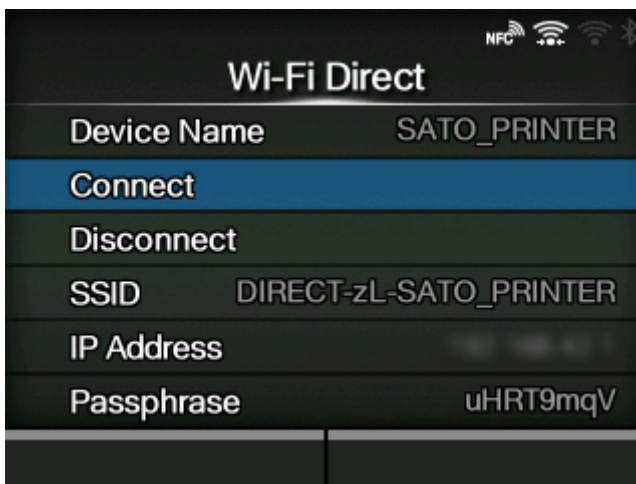 NFC
Wi-Fi Direct
Device Name SATO_PRINTER
Connect
Disconnect
SSID DIRECT-zL-SATO_PRINTER
IP Address
Passphrase uHRT9mqV